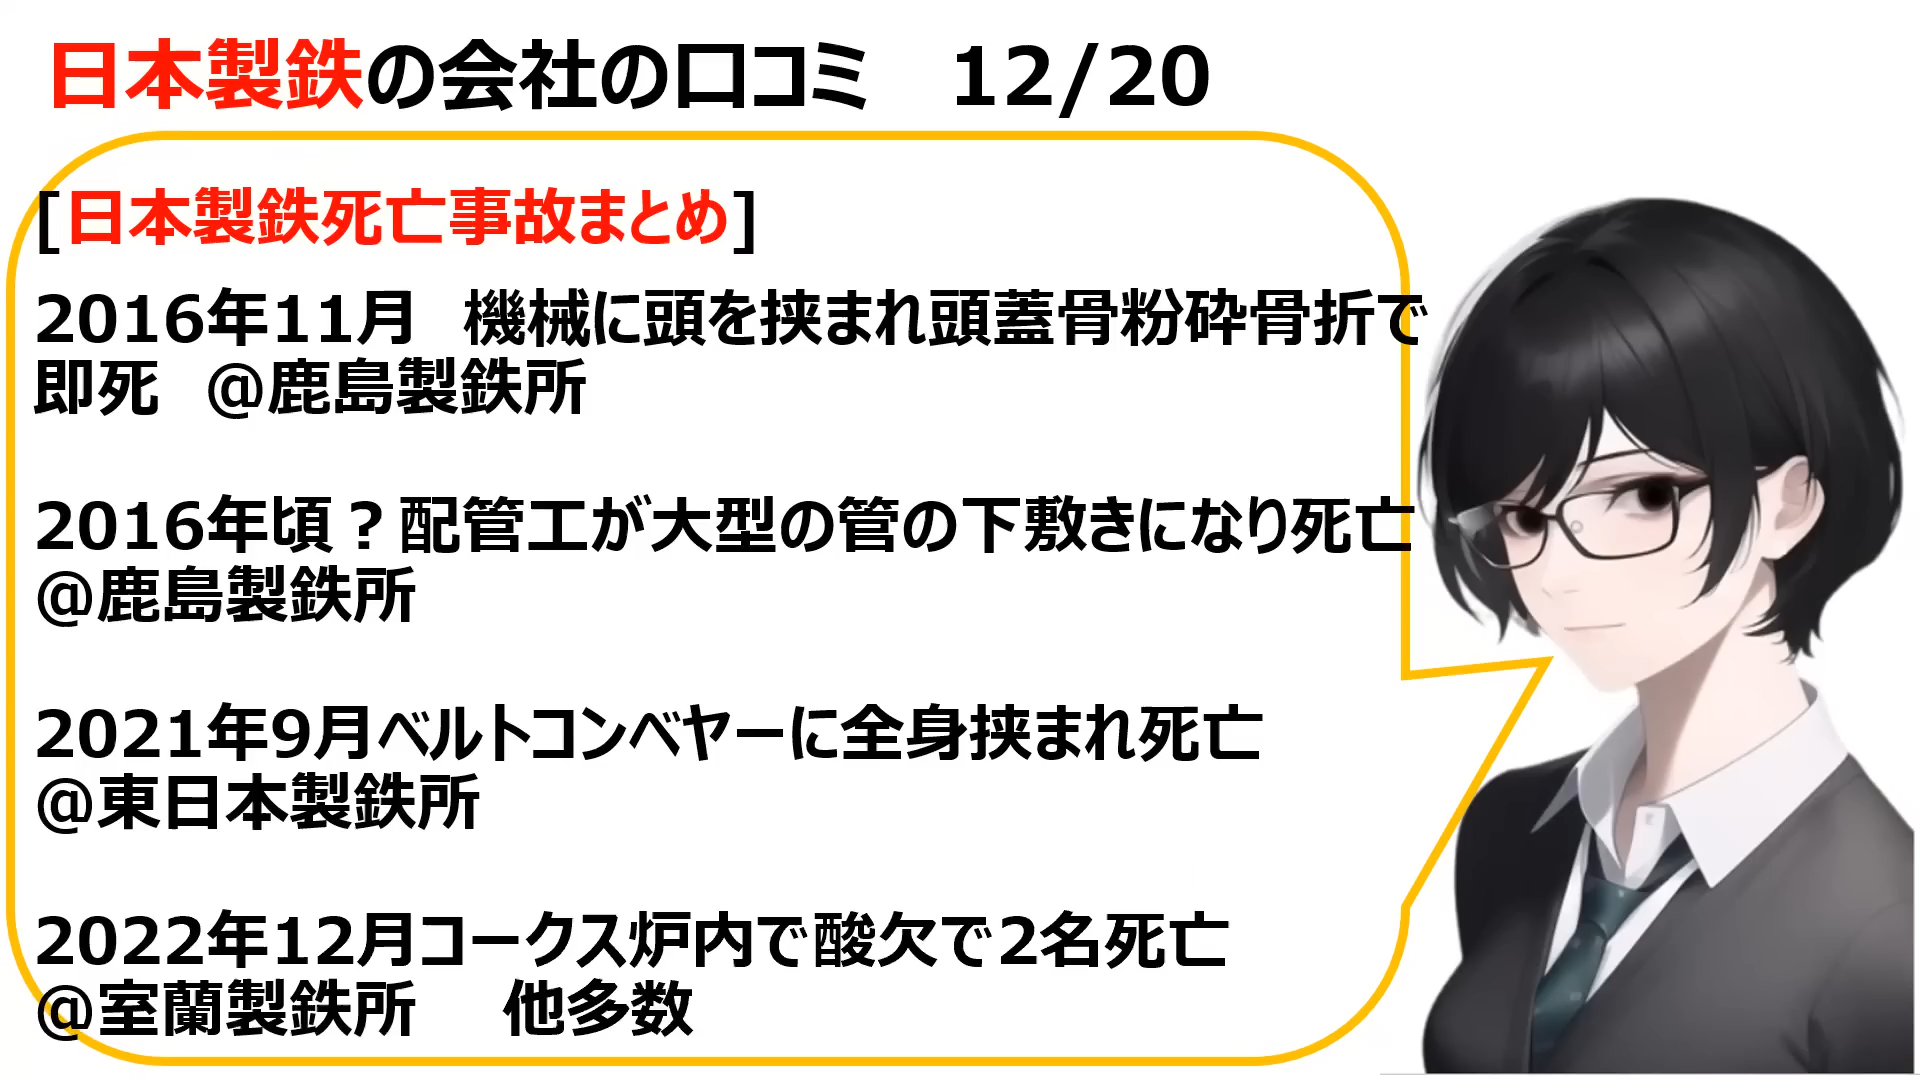 日本製鉄の会社の口コミ　12/20
[日本製鉄死亡事故まとめ]
2016年11月　機械に頭を挟まれ頭蓋骨粉砕骨折で
即死　@鹿島製鉄所
2016年頃？配管工が大型の管の下敷きになり死亡
@鹿島製鉄所
2021年9月ベルトコンベヤーに全身挟まれ死亡
@東日本製鉄所
2022年12月コークス炉内で酸欠で2名死亡
@室蘭製鉄所　 他多数